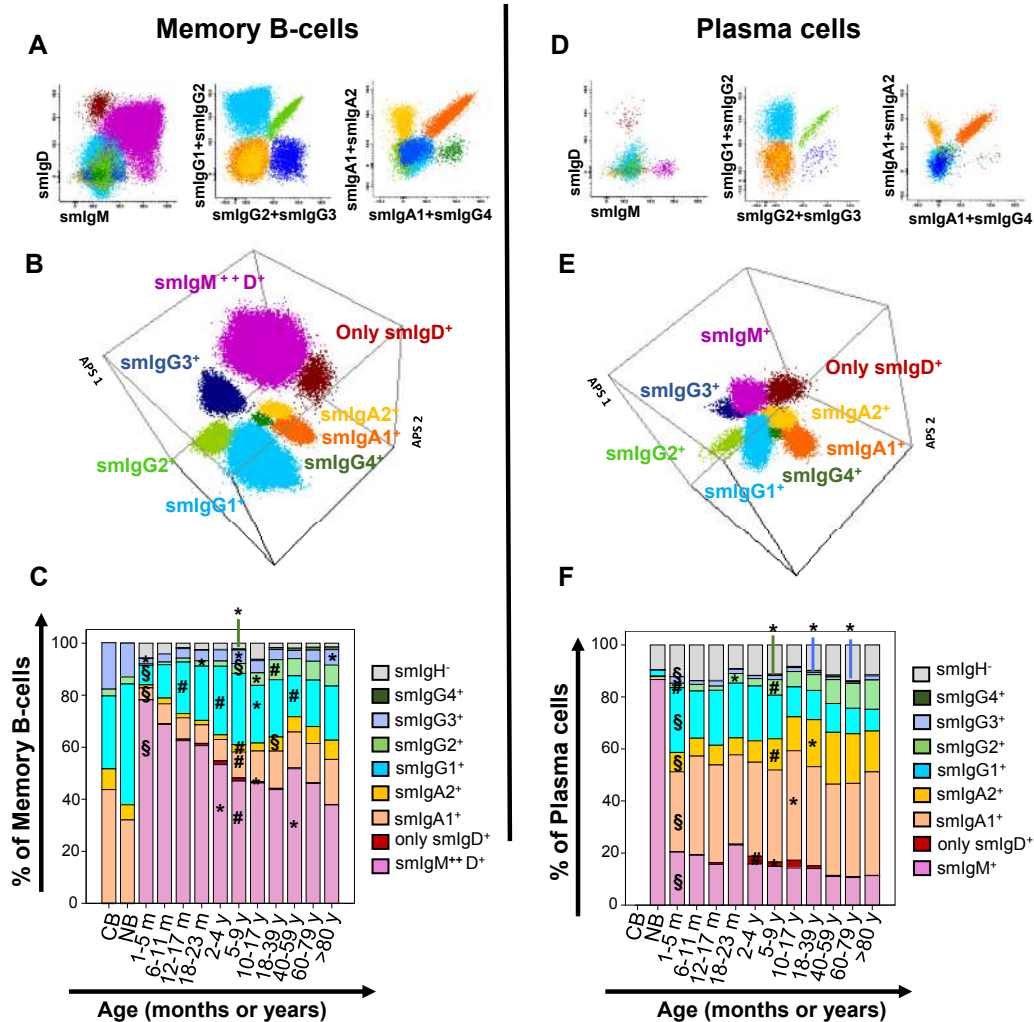 Memory B-cells
Plasma cells
A
smIgD
smIgM
smIgG1+smIgG2
smIgG2+smIgG3
smIgA1+smIgA2
smIgA1+smIgG4
D
smIgD
smIgM
smIgG1+smIgG2
smIgG2+smIgG3
smIgA1+smIgA2
smIgA1+smIgG4
B
smIgM⁺⁺D⁺
Only smIgD⁺
smIgG3⁺
APS 1
smIgA2⁺
smIgA1⁺
APS 2
smIgG2⁺
smIgG4⁺
smIgG1⁺
E
smIgM⁺
Only smIgD⁺
smIgG3⁺
APS 1
smIgA2⁺
APS 2
smIgA1⁺
smIgG2⁺
smIgG4⁺
smIgG1⁺
C
% of Memory B-cells
100
80
60
40
20
0
* * § § § # * # * § # # # * * * # § # * *
CB
NB
1-5 m
6-11 m
12-17 m
18-23 m
2-4 y
5-9 y
10-17 y
18-39 y
40-59 y
60-79 y
>80 y
Age (months or years)
smIgH⁻
smIgG4⁺
smIgG3⁺
smIgG2⁺
smIgG1⁺
smIgA2⁺
smIgA1⁺
only smIgD⁺
smIgM⁺⁺D⁺
F
% of Plasma cells
100
80
60
40
20
0
* * * § # § § § § * # # # * * *
CB
NB
1-5 m
6-11 m
12-17 m
18-23 m
2-4 y
5-9 y
10-17 y
18-39 y
40-59 y
60-79 y
>80 y
Age (months or years)
smIgH⁻
smIgG4⁺
smIgG3⁺
smIgG2⁺
smIgG1⁺
smIgA2⁺
smIgA1⁺
only smIgD⁺
smIgM⁺